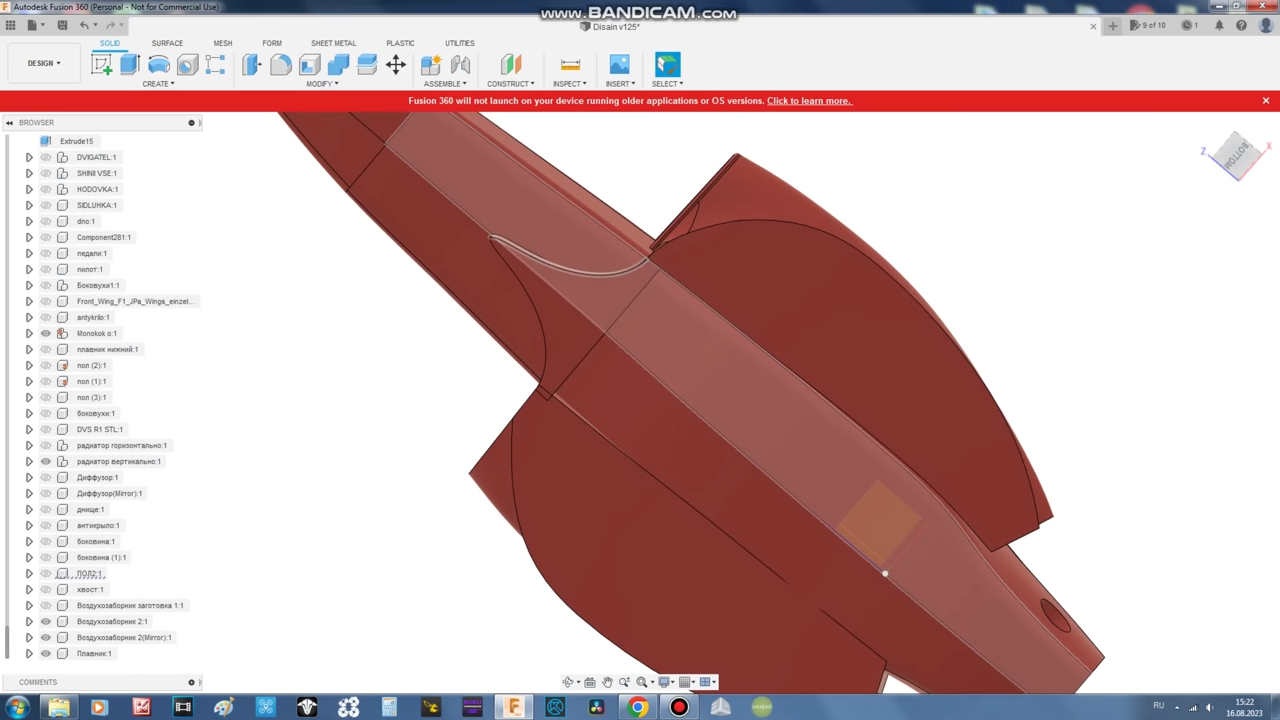 Autodesk Fusion 360 (Personal - Not for Commercial Use)
www.BANDICAM.com
Disain v125*
9 of 10
1
DESIGN
SOLID
SURFACE
MESH
FORM
SHEET METAL
PLASTIC
UTILITIES
CREATE
MODIFY
ASSEMBLE
CONSTRUCT
INSPECT
INSERT
SELECT
Fusion 360 will not launch on your device running older applications or OS versions. Click to learn more.
BROWSER
Extrude15
DVIGATEL:1
SHINII VSE:1
HODOVKA:1
SIDLUHKA:1
dno:1
Component281:1
педали:1
пилот:1
Боковухи1:1
Front_Wing_F1_JPa_Wings_einzel...
antykrilo:1
Monokok o:1
плавник нижний:1
пол (2):1
пол (1):1
пол (3):1
боковухи:1
DVS R1 STL:1
радиатор горизонтально:1
радиатор вертикально:1
Диффузор:1
Диффузор(Mirror):1
днище:1
антикрыло:1
боковина:1
боковина (1):1
ПОЛ2:1
хвост:1
Воздухозаборник заготовка 1:1
Воздухозаборник 2:1
Воздухозаборник 2(Mirror):1
Плавник:1
COMMENTS
Z
X
BOTTOM
RU
15:22
16.08.2023